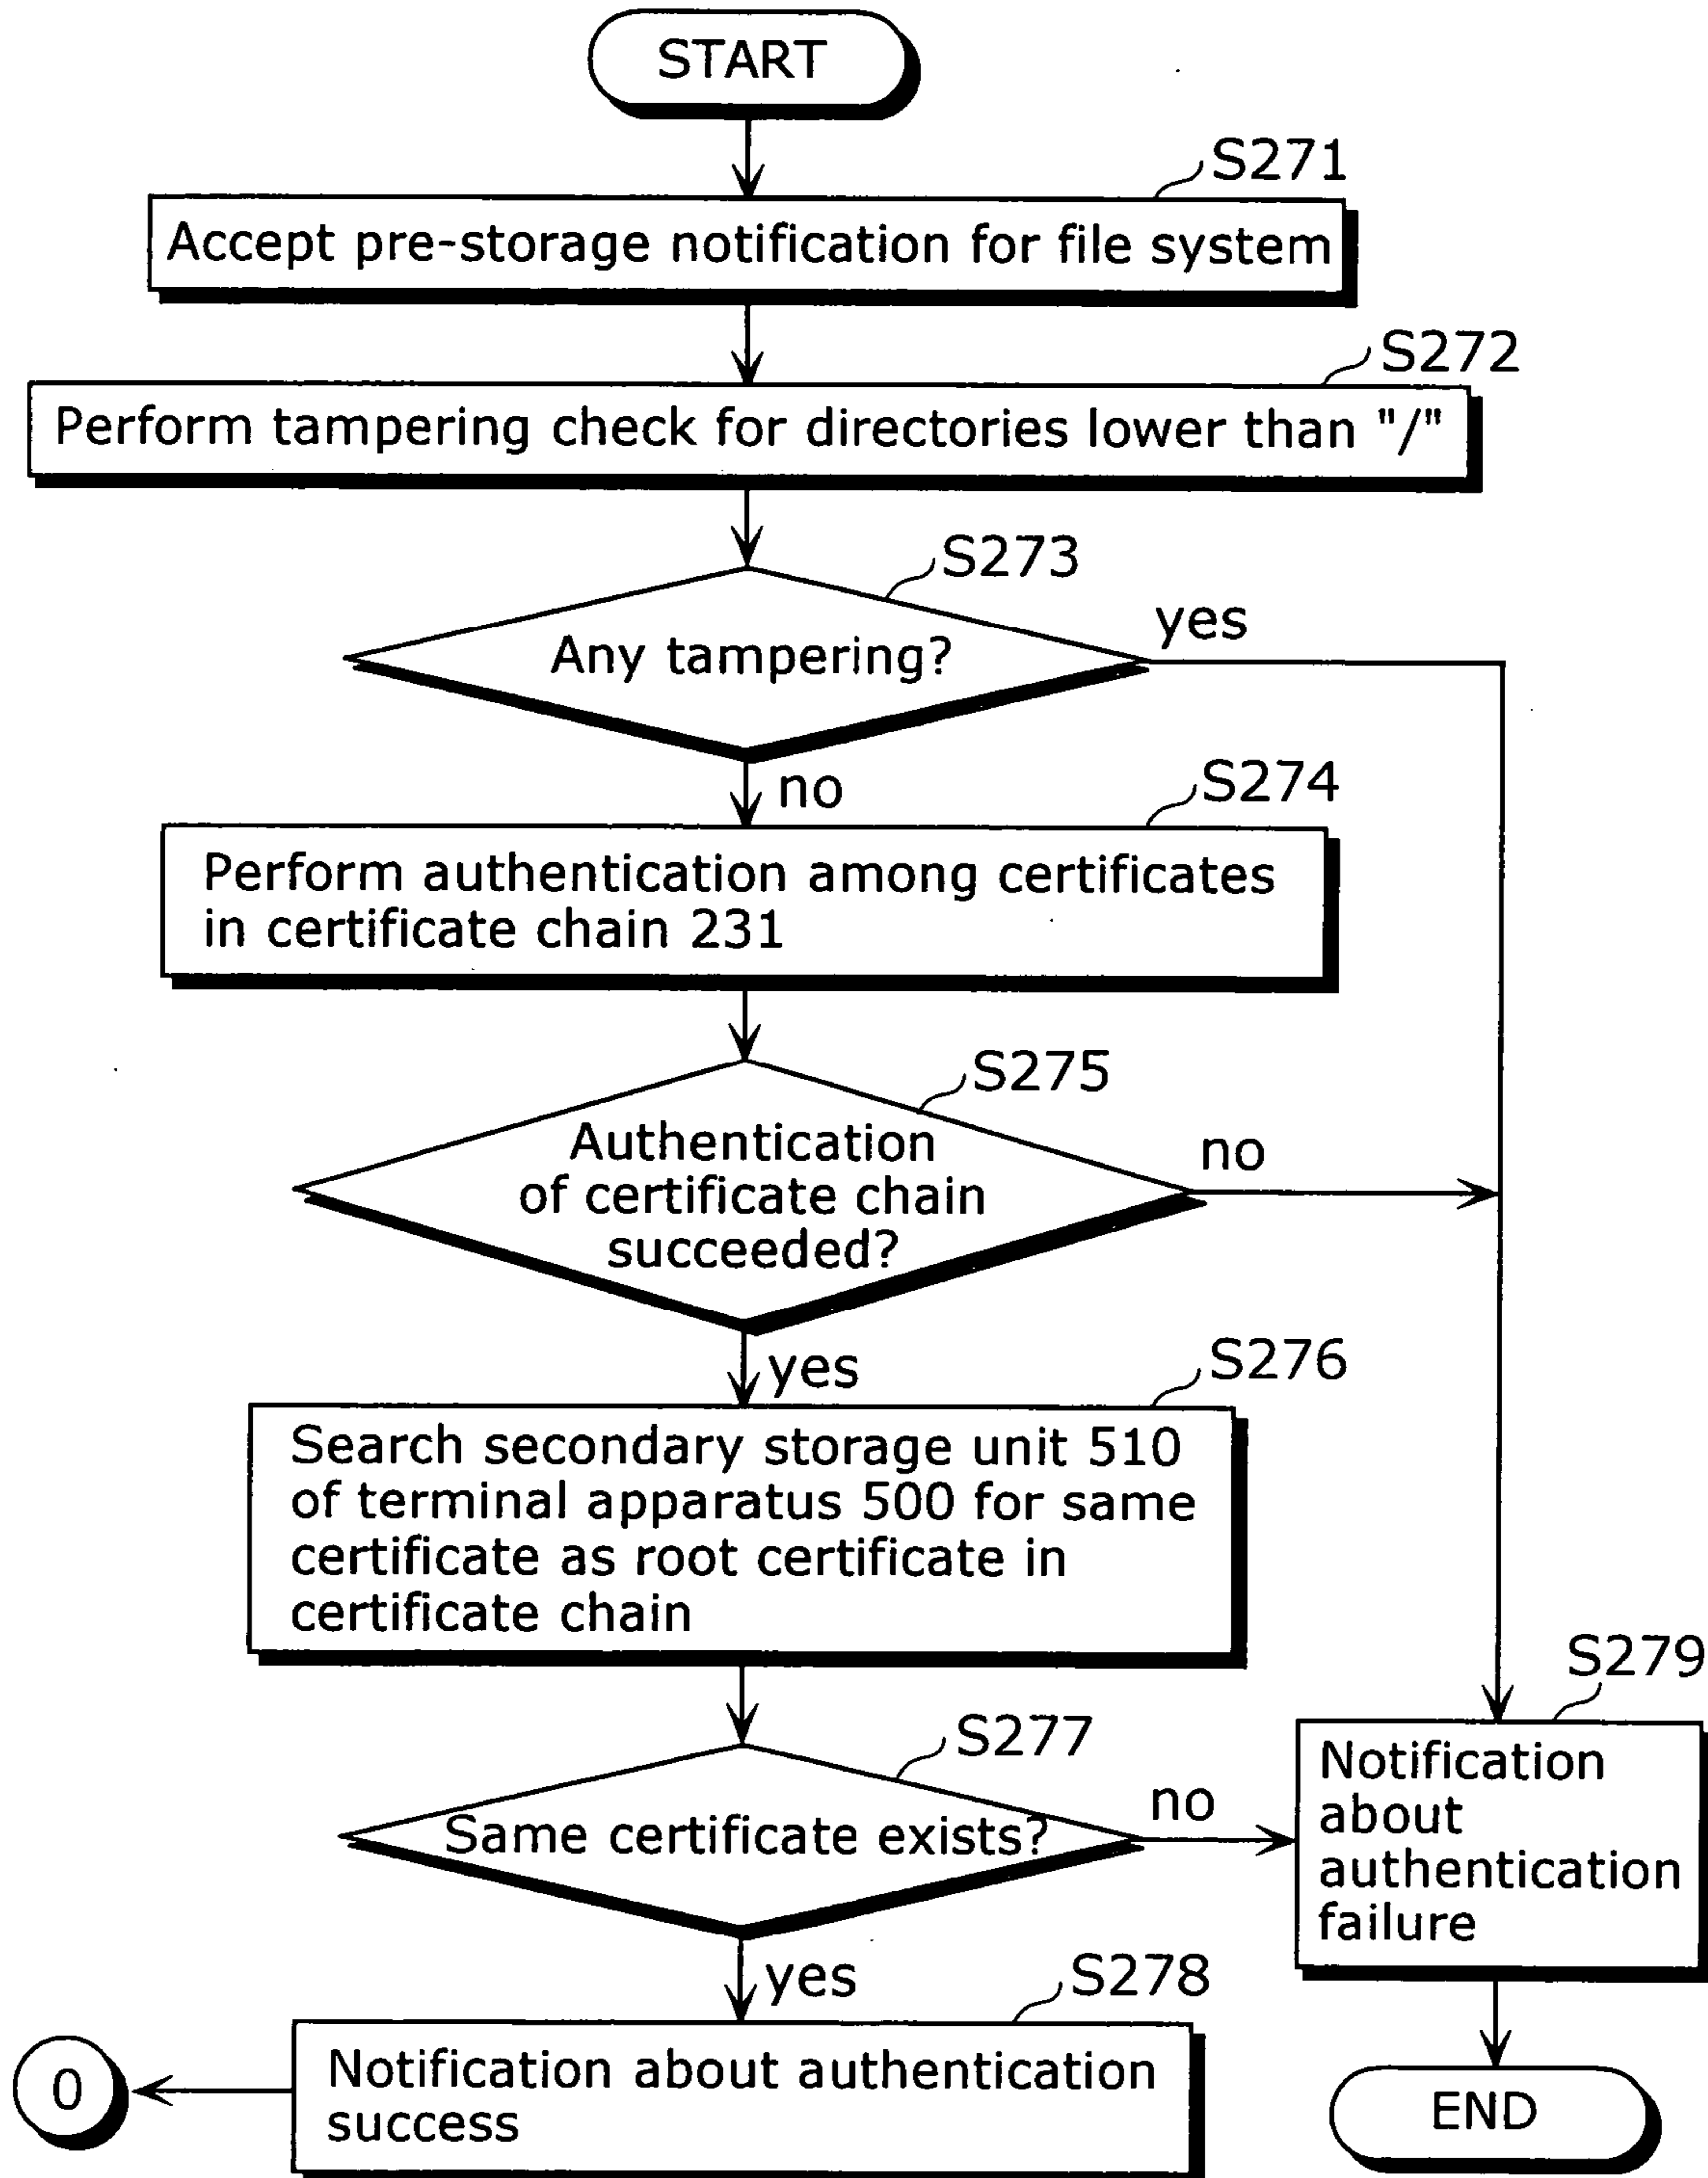 START
S271
Accept pre-storage notification for file system
S272
Perform tampering check for directories lower than "/"
S273
Any tampering?
yes
no
S274
Perform authentication among certificates
in certificate chain 231
S275
Authentication
of certificate chain
succeeded?
no
yes
S276
Search secondary storage unit 510
of terminal apparatus 500 for same
certificate as root certificate in
certificate chain
S277
Same certificate exists?
no
yes
S279
Notification
about
authentication
failure
S278
Notification about authentication
success
0
END